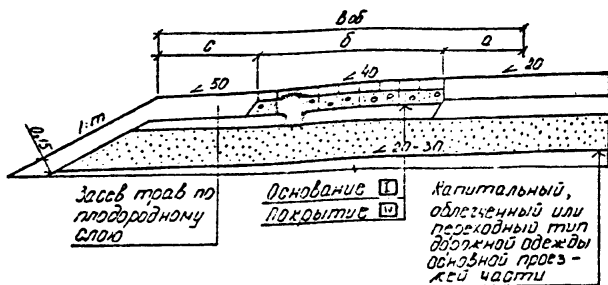 Воб
с б а
∠ 50 ∠ 40 ∠ 20
1:m
0,15
∠ 20-30
Засев трав по
плодородному
слою
Основание I
Покрытие IV
Капитальный,
облегченный или
переходный тип
дорожной одежды
основной проез-
жей части